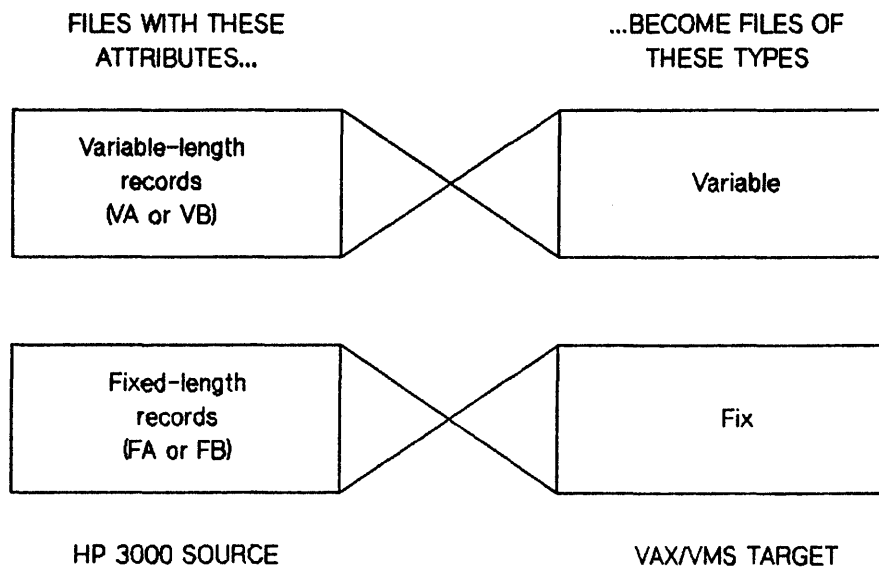 FILES WITH THESE
ATTRIBUTES...
...BECOME FILES OF
THESE TYPES
Variable-length
records
(VA or VB)
Variable
Fixed-length
records
(FA or FB)
Fix
HP 3000 SOURCE
VAX/VMS TARGET